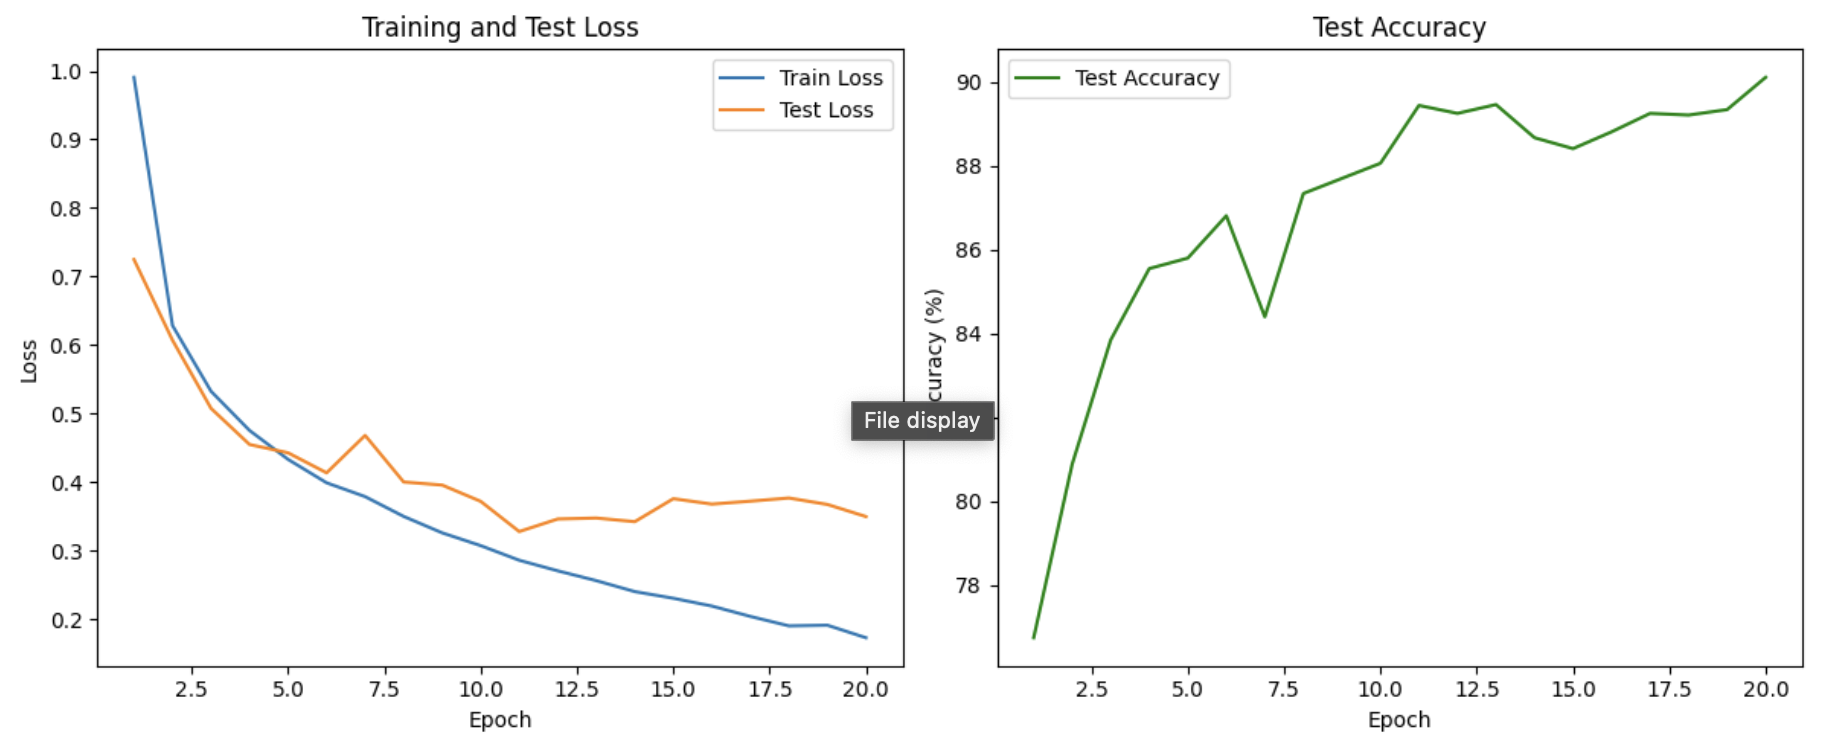 Training and Test Loss
Train Loss
Test Loss
1.0
0.9
0.8
0.7
0.6
0.5
0.4
0.3
0.2
Loss
2.5 5.0 7.5 10.0 12.5 15.0 17.5 20.0
Epoch
File display
Test Accuracy
Test Accuracy
90
88
86
84
80
78
curacy (%)
2.5 5.0 7.5 10.0 12.5 15.0 17.5 20.0
Epoch